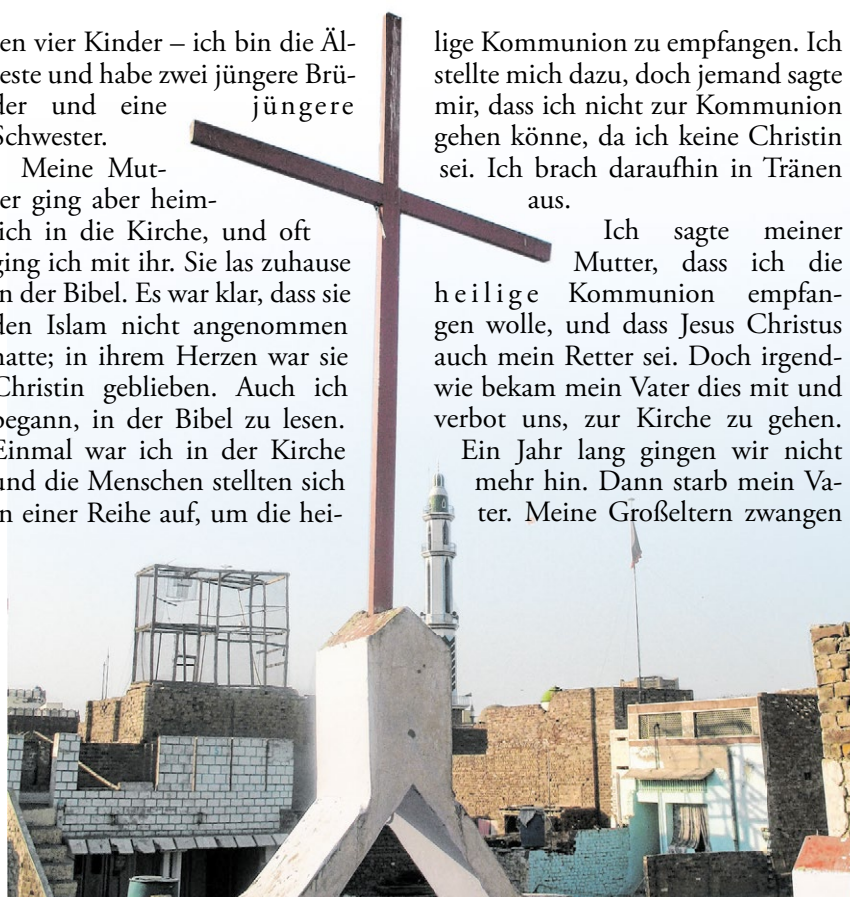 en vier Kinder – ich bin die Äl-
este und habe zwei jüngere Brü-
der und eine jüngere
Schwester.
Meine Mut-
er ging aber heim-
ich in die Kirche, und oft
ging ich mit ihr. Sie las zuhause
n der Bibel. Es war klar, dass sie
den Islam nicht angenommen
hatte; in ihrem Herzen war sie
Christin geblieben. Auch ich
begann, in der Bibel zu lesen.
Einmal war ich in der Kirche
und die Menschen stellten sich
n einer Reihe auf, um die hei-
lige Kommunion zu empfangen. Ich
stellte mich dazu, doch jemand sagte
mir, dass ich nicht zur Kommunion
gehen könne, da ich keine Christin
sei. Ich brach daraufhin in Tränen
aus.
Ich sagte meiner
Mutter, dass ich die
heilige Kommunion empfan-
gen wolle, und dass Jesus Christus
auch mein Retter sei. Doch irgend-
wie bekam mein Vater dies mit und
verbot uns, zur Kirche zu gehen.
Ein Jahr lang gingen wir nicht
mehr hin. Dann starb mein Va-
ter. Meine Großeltern zwangen